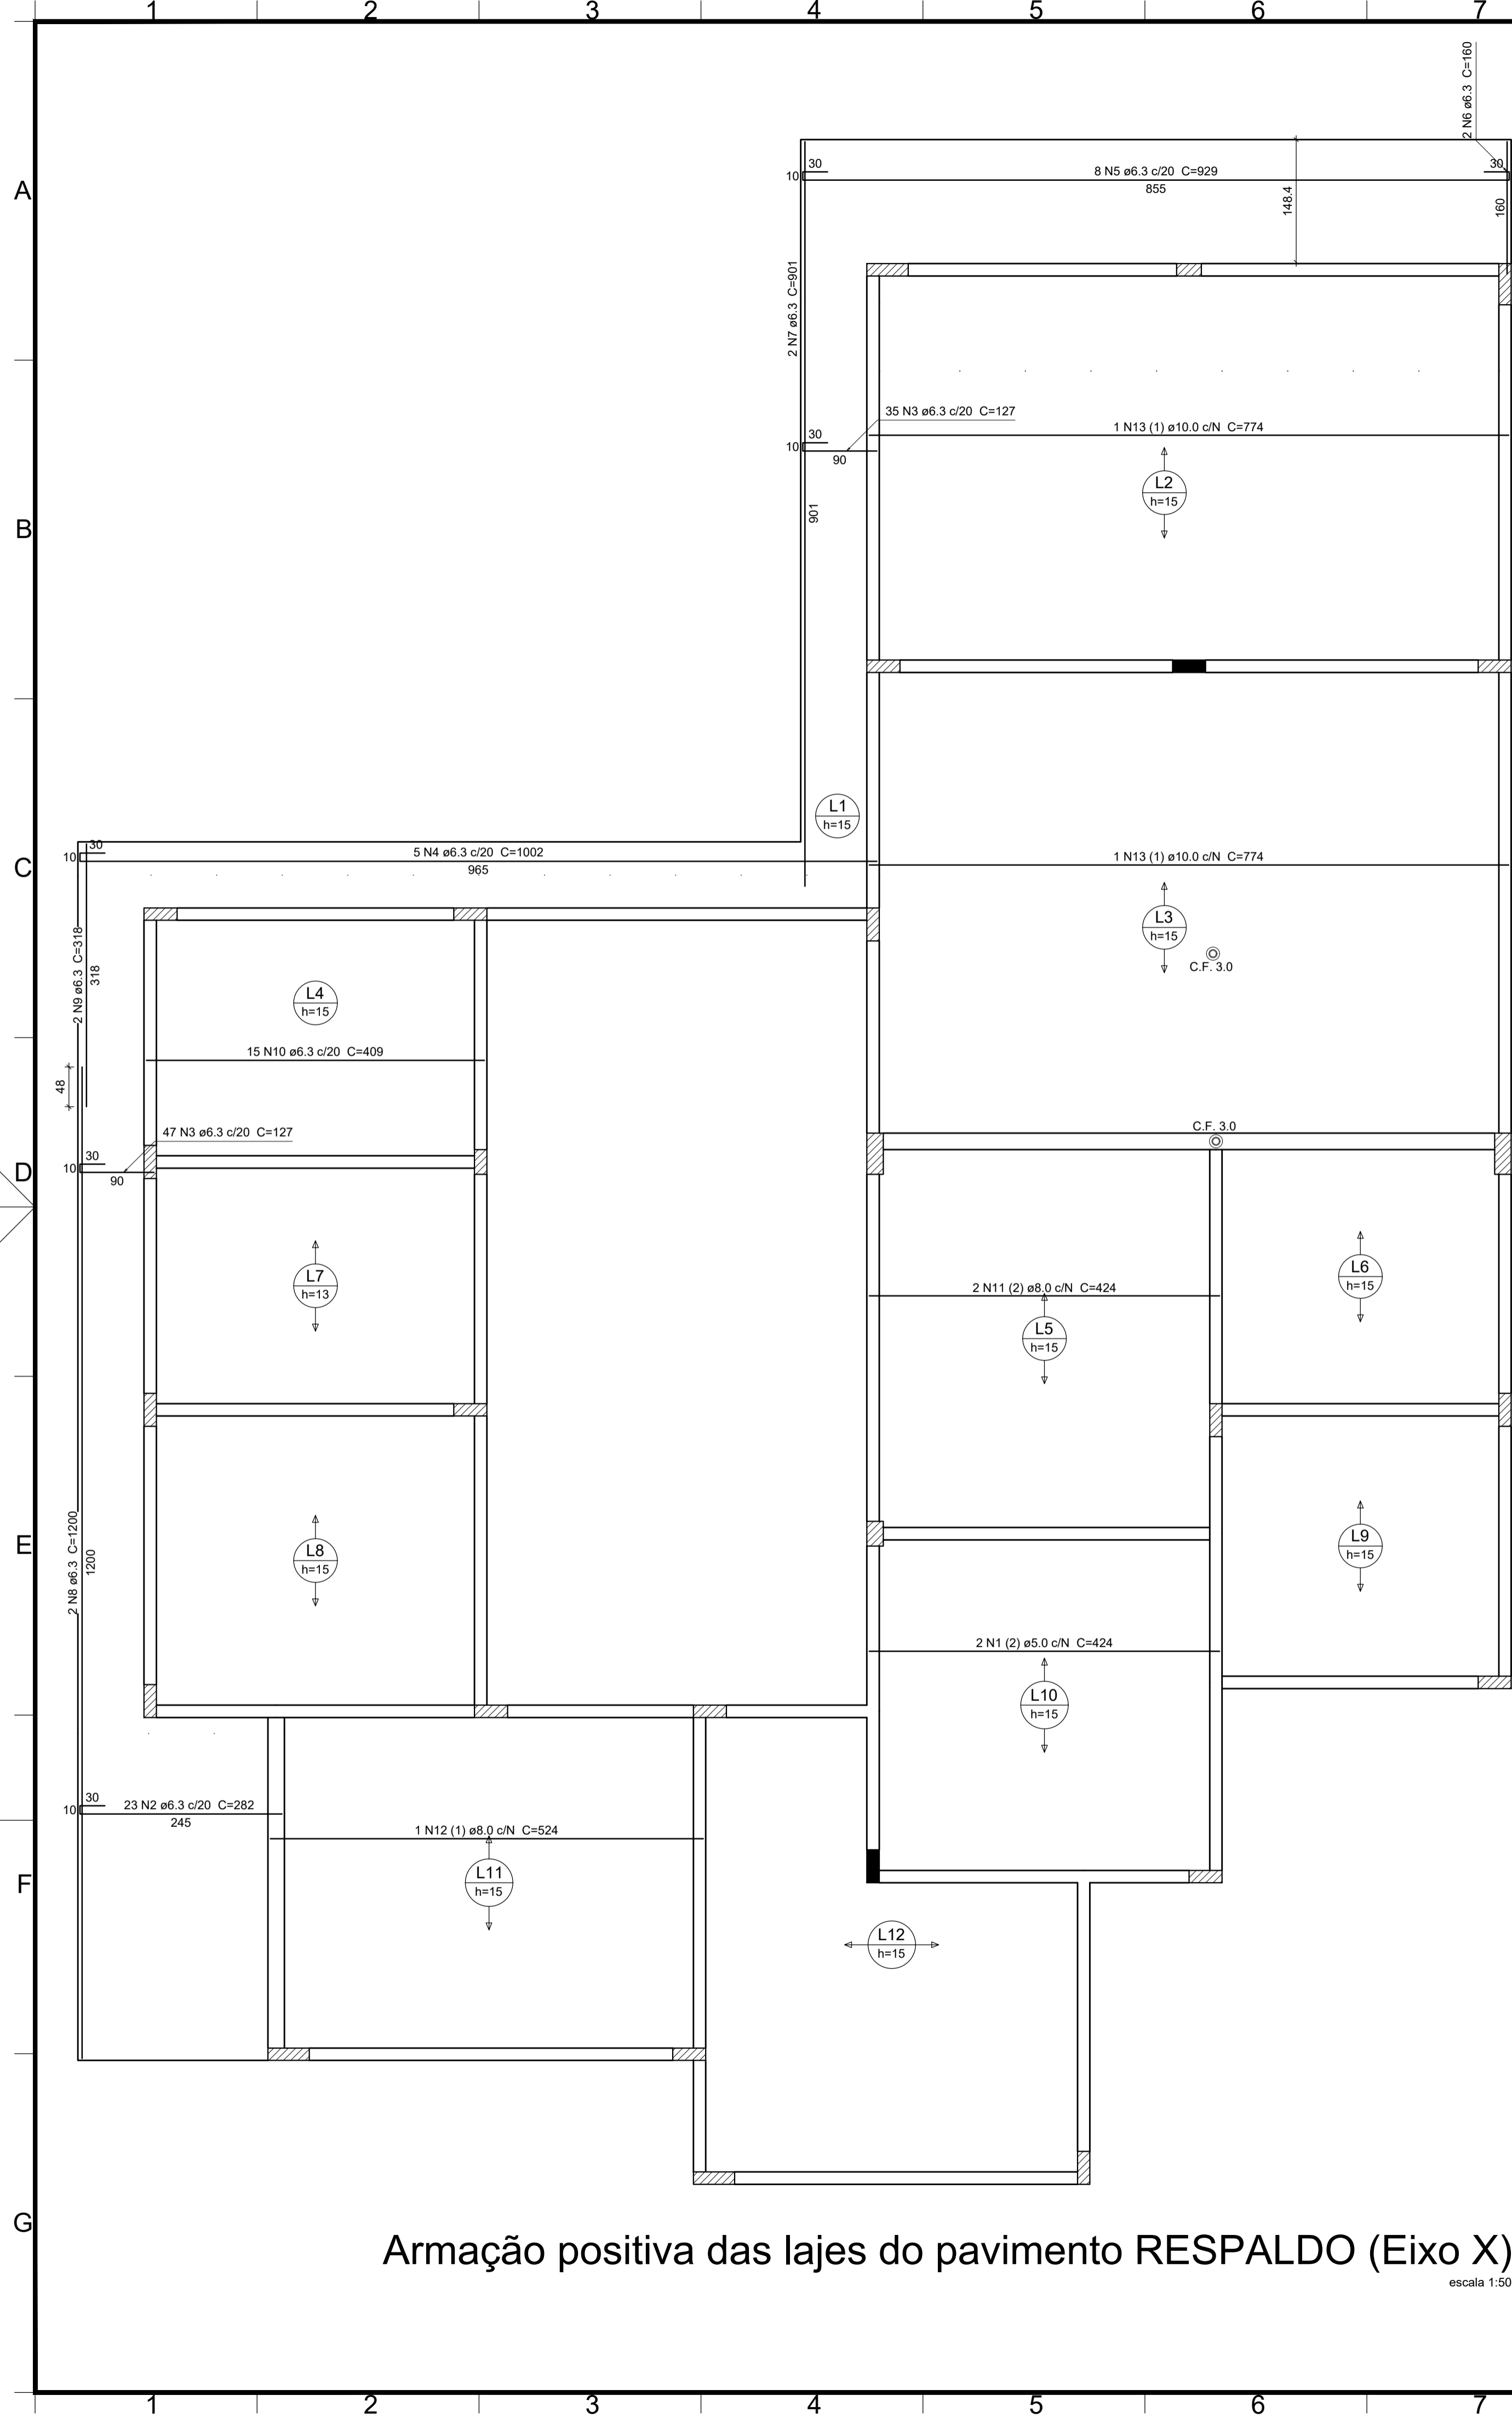 1 2 3 4 5 6 7
2 N6 ø6.3 C=160
A
30
8 N5 ø6.3 c/20 C=929
30
10
855
148.4
160
2 N7 ø6.3 C=901
35 N3 ø6.3 c/20 C=127
1 N13 (1) ø10.0 c/N C=774
30
10
90
B
L2
h=15
901
L1
h=15
C
30
10
5 N4 ø6.3 c/20 C=1002
965
1 N13 (1) ø10.0 c/N C=774
L3
h=15
C.F. 3.0
2 N9 ø6.3 C=318
318
L4
h=15
15 N10 ø6.3 c/20 C=409
48
47 N3 ø6.3 c/20 C=127
C.F. 3.0
D
30
10
90
L7
h=13
L6
h=15
2 N11 (2) ø8.0 c/N C=424
L5
h=15
E
2 N8 ø6.3 C=1200
1200
L8
h=15
L9
h=15
2 N1 (2) ø5.0 c/N C=424
L10
h=15
30
10
23 N2 ø6.3 c/20 C=282
245
1 N12 (1) ø8.0 c/N C=524
F
L11
h=15
L12
h=15
G
Armação positiva das lajes do pavimento RESPALDO (Eixo X)
escala 1:50
1 2 3 4 5 6 7